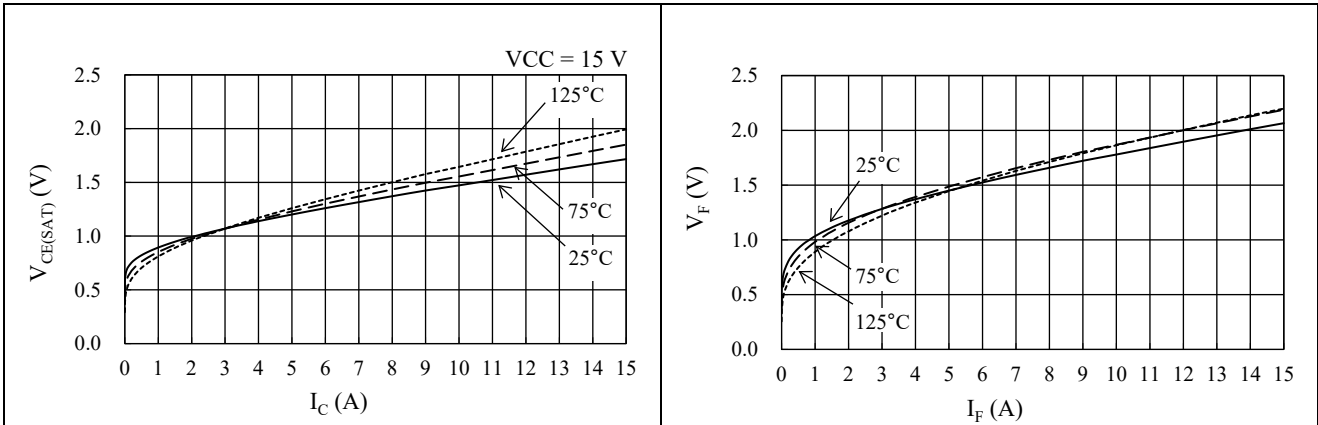 VCC = 15 V
2.5
2.0
1.5
1.0
0.5
0.0
V_CE(SAT) (V)
125°C
75°C
25°C
0 1 2 3 4 5 6 7 8 9 10 11 12 13 14 15
I_C (A)
2.5
2.0
1.5
1.0
0.5
0.0
V_F (V)
25°C
75°C
125°C
0 1 2 3 4 5 6 7 8 9 10 11 12 13 14 15
I_F (A)